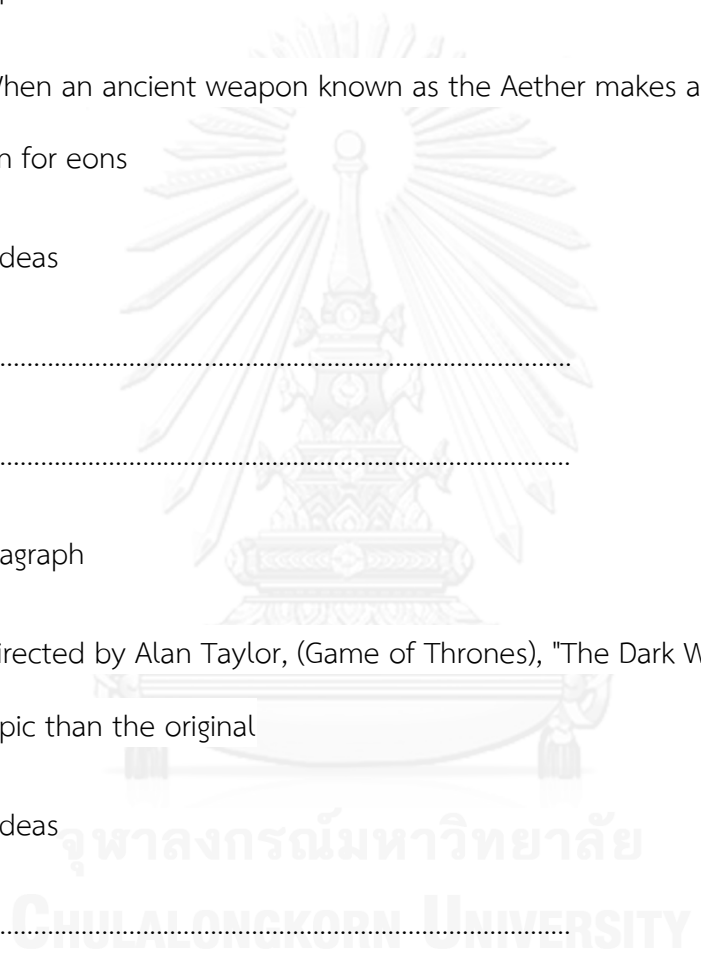 hen an ancient weapon known as the Aether makes a
n for eons
deas
....................................................................................
....................................................................................
agraph
irected by Alan Taylor, (Game of Thrones), "The Dark W
pic than the original
deas
จุฬาลงกรณ์มหาวิทยาลัย
CHULALONGKORN UNIVERSITY
....................................................................................